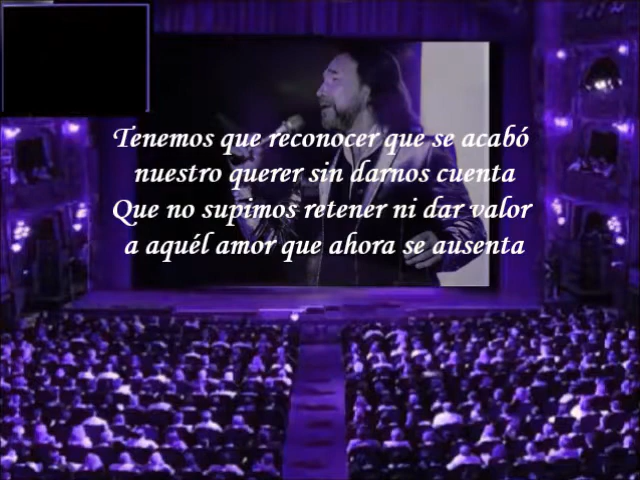 Tenemos que reconocer que se acabó
nuestro querer sin darnos cuenta
Que no supimos retener ni dar valor
a aquél amor que ahora se ausenta